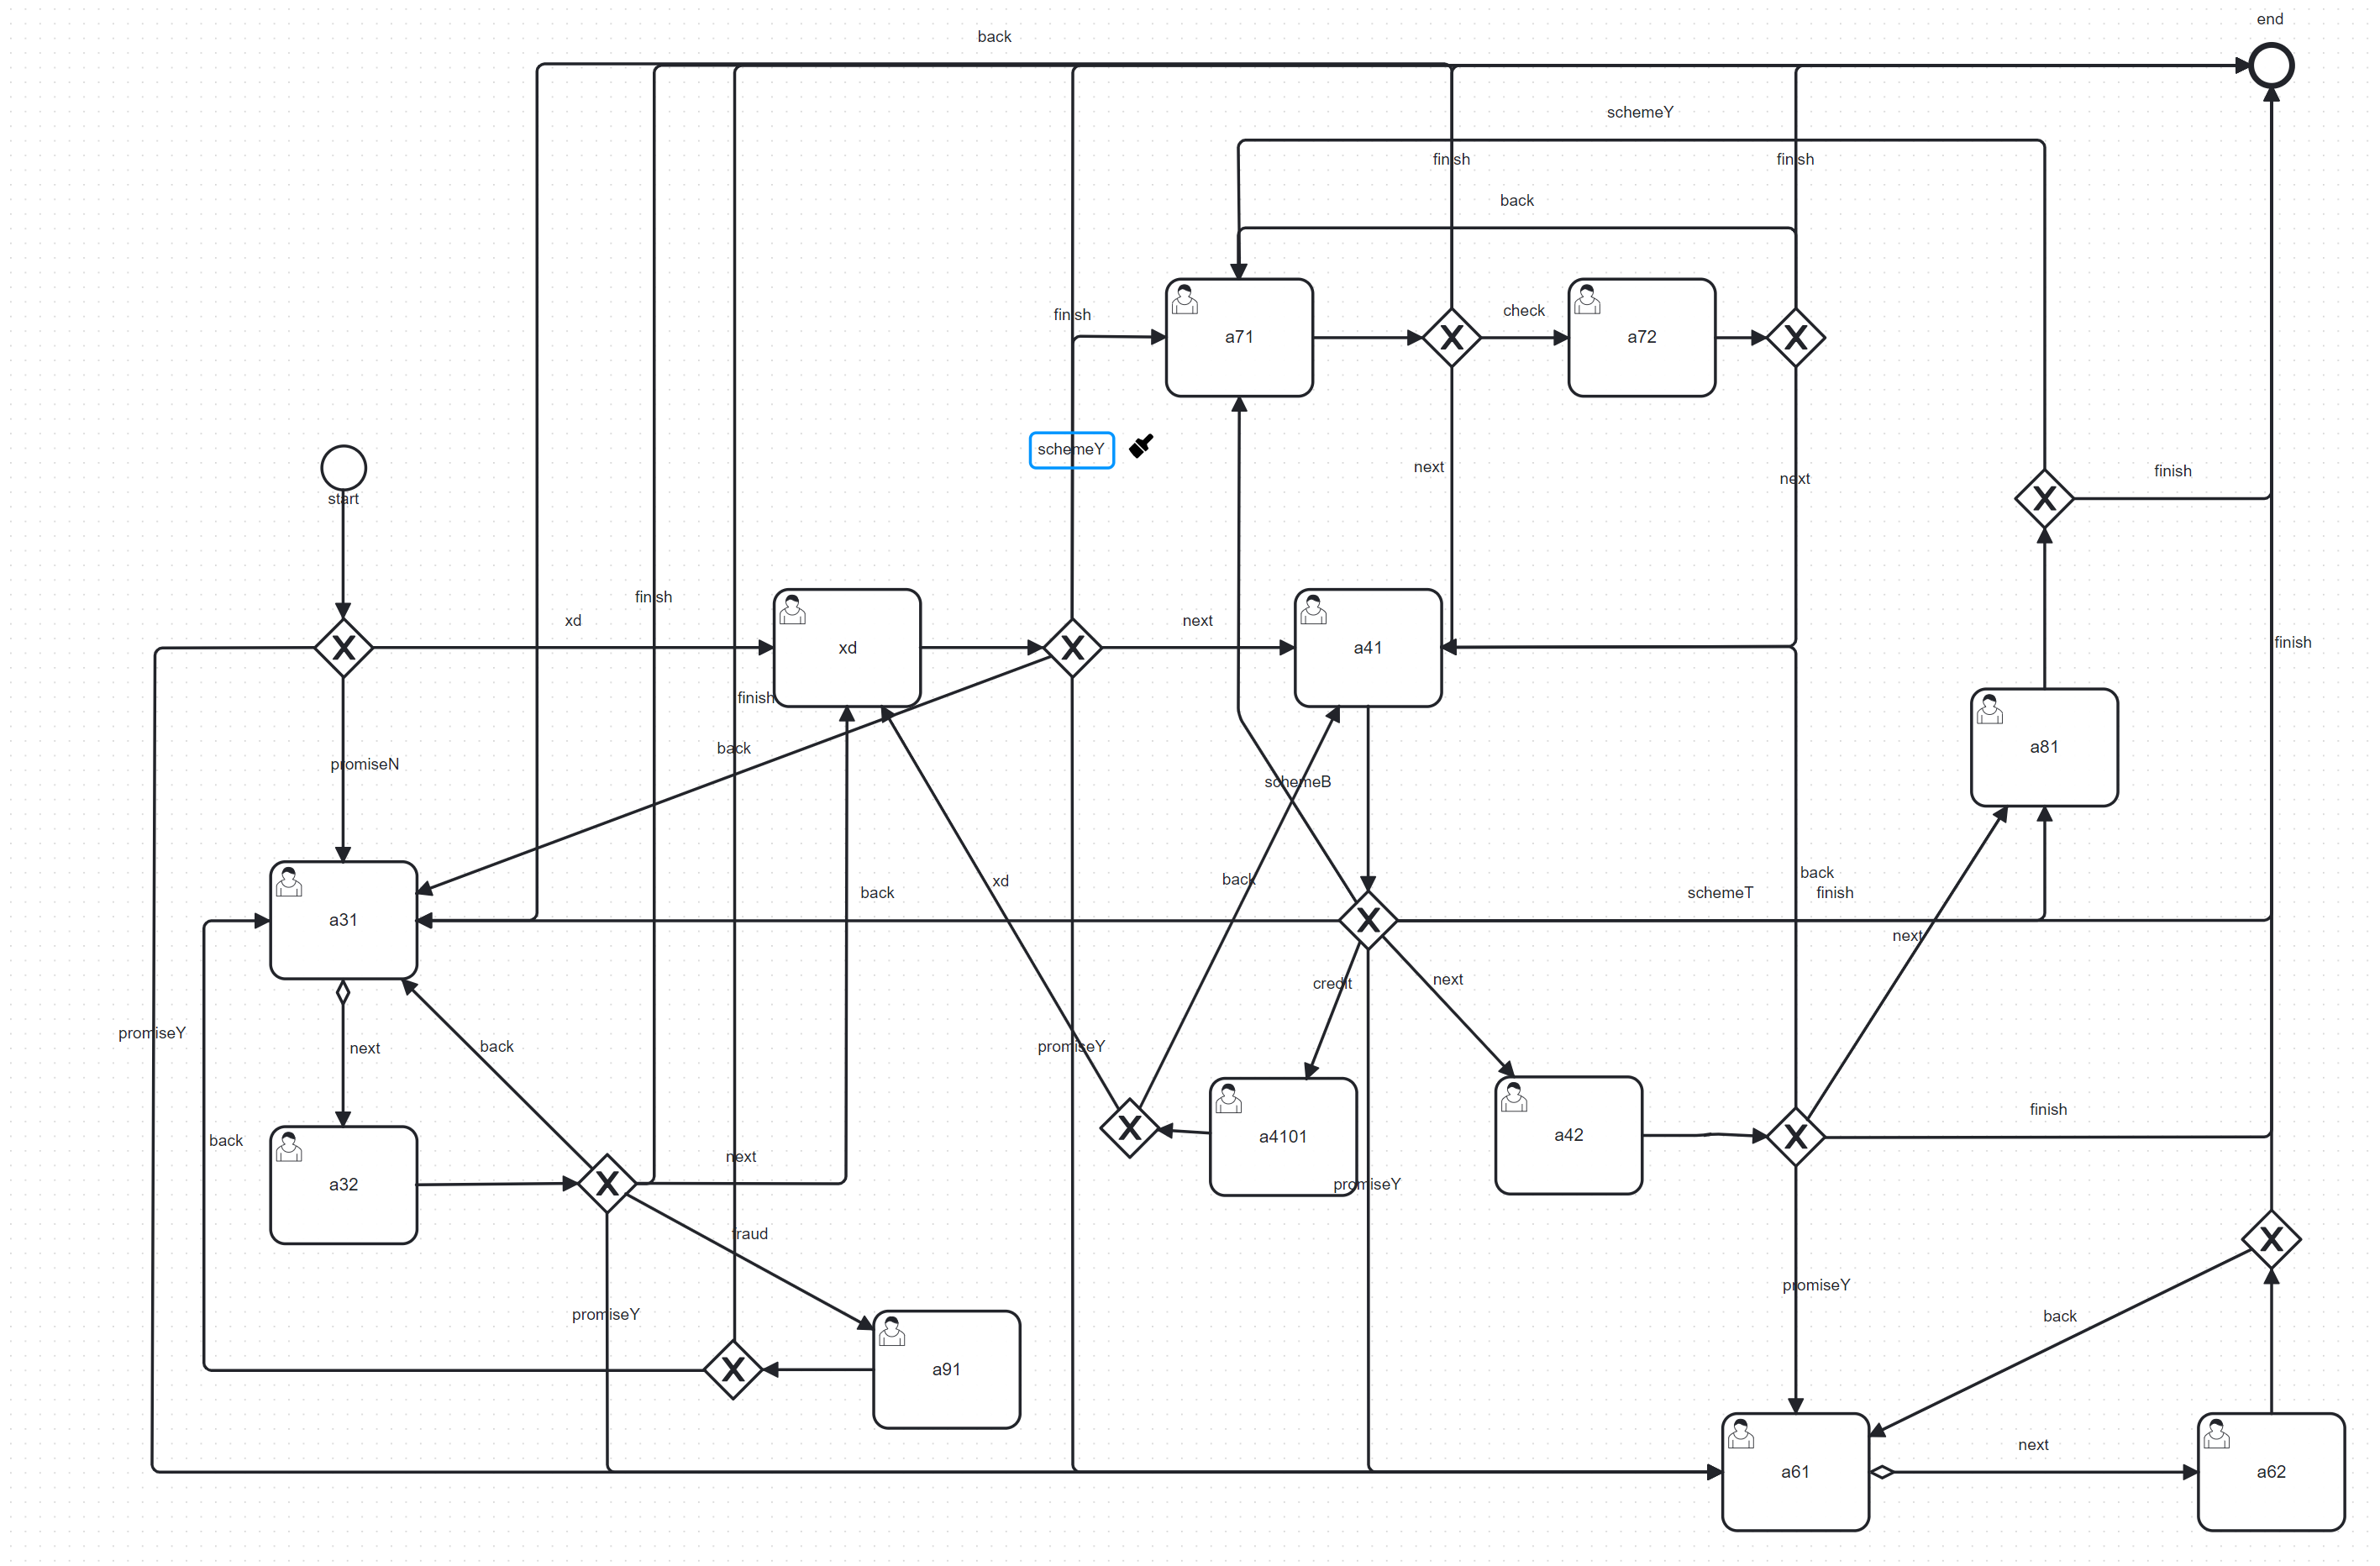 end
back
schemeY
finish
finish
back
check
finish
a71
a72
schemeY
next
finish
next
start
finish
xd
next
finish
xd
a41
finish
back
a81
promiseN
schemeB
back
xd
back
back
schemeT
finish
a31
next
next
credit
promiseY
next
back
promiseY
finish
a4101
a42
back
next
a32
promiseY
fraud
promiseY
promiseY
back
a91
next
a61
a62